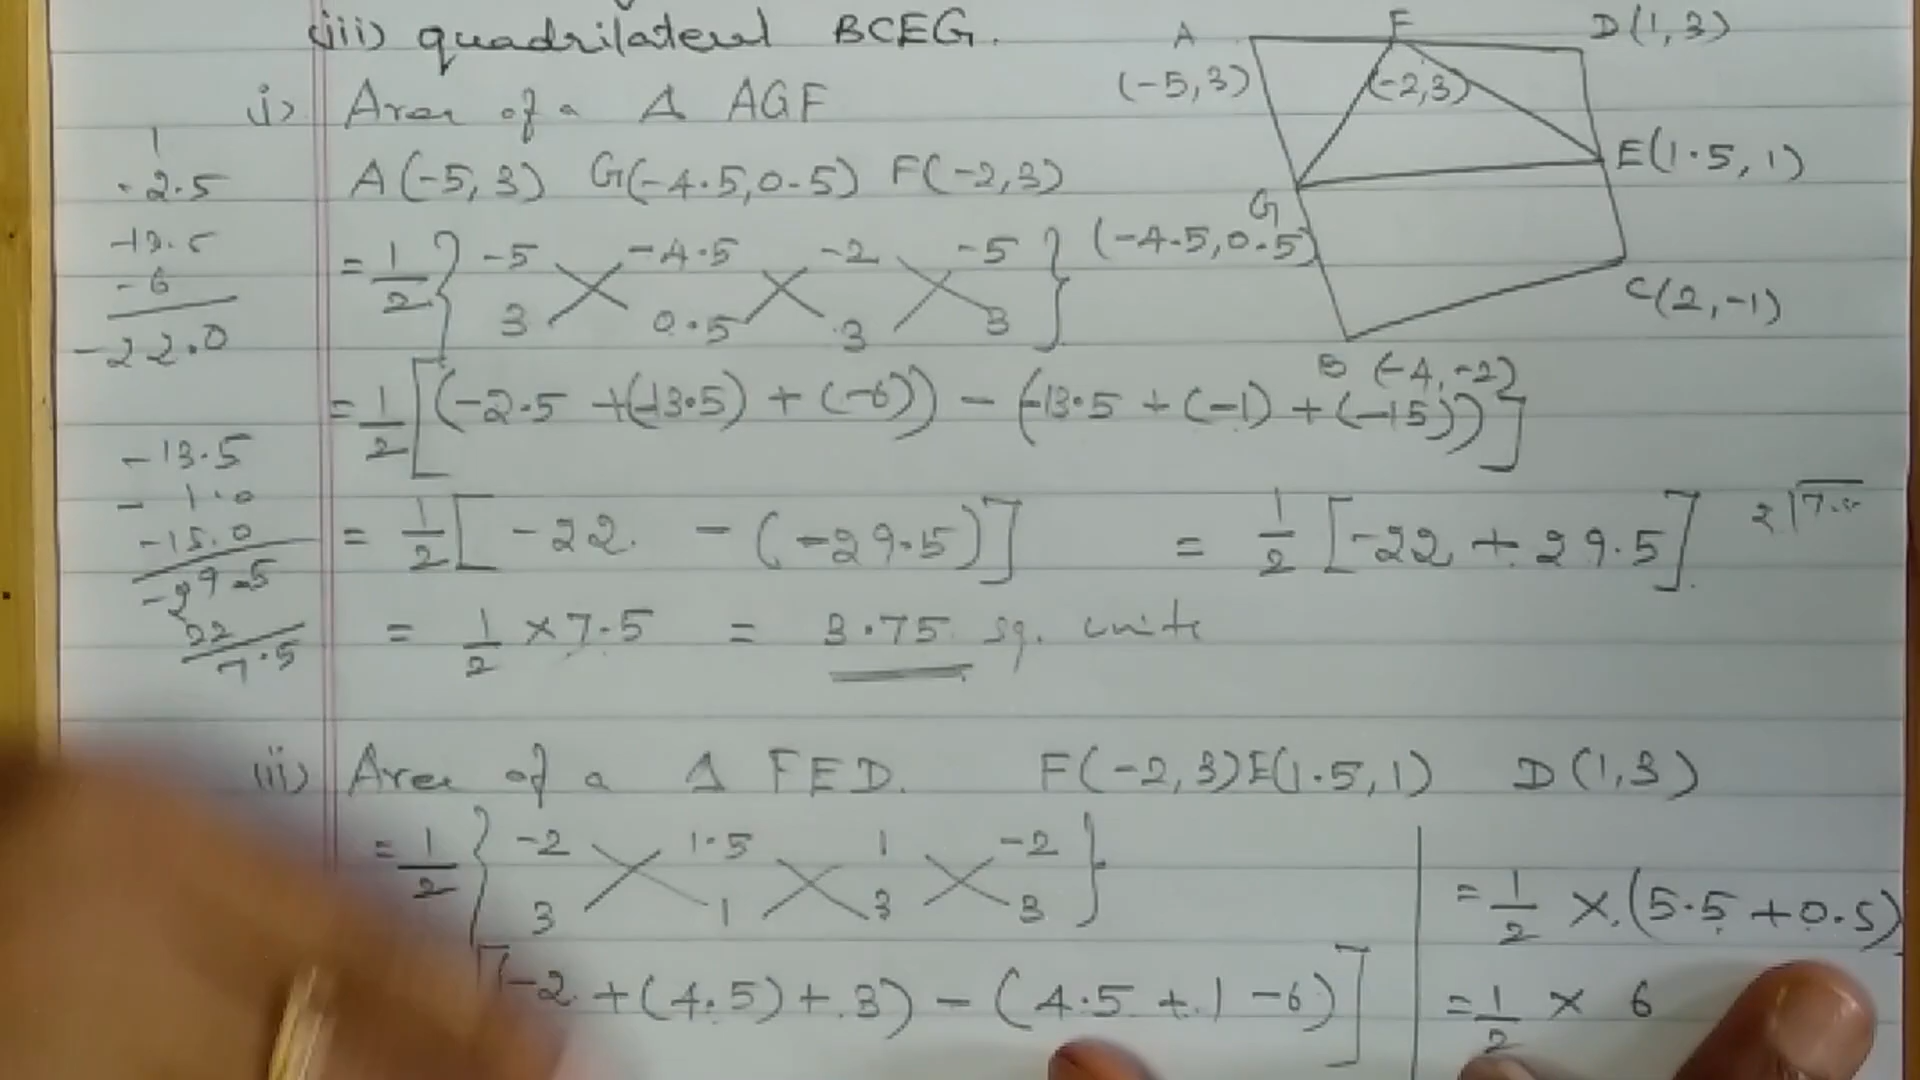 (iii) quadrilateral BCEG.
A
F
D(1,3)
(-5,3)
(-2,3)
E(1.5,1)
G
(-4.5,0.5)
C(2,-1)
B (-4,-2)
i) Area of a Δ AGF
A(-5,3) G(-4.5,0.5) F(-2,3)
= 1/2 { -5 -4.5 -2 -5
3 0.5 3 3 }
= 1/2 [(-2.5 +(-13.5) + (-6)) - (-13.5 + (-1) + (-15))]
= 1/2 [ -22 - (-29.5)] = 1/2 [-22 + 29.5]
= 1/2 × 7.5 = 3.75 sq. units
1
-2.5
-13.5
-6
-22.0
-13.5
- 1.0
-15.0
-29.5
22
7.5
ii) Area of a Δ FED. F(-2,3) E(1.5,1) D(1,3)
= 1/2 { -2 1.5 1 -2
3 1 3 3 }
[(-2 +(4.5) + 3) - (4.5 + 1 -6)]
= 1/2 × (5.5 + 0.5)
= 1/2 × 6